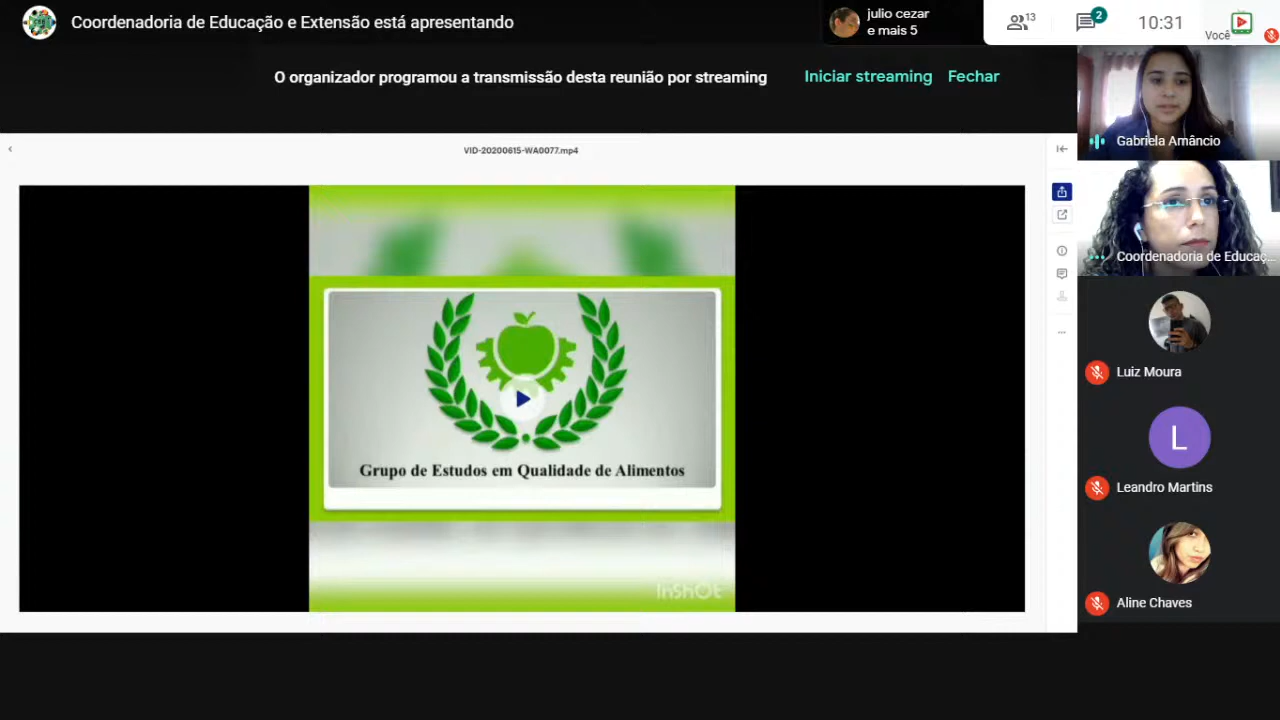 Coordenadoria de Educação e Extensão está apresentando
julio cezar
e mais 5
13
2
10:31
Você
O organizador programou a transmissão desta reunião por streaming
Iniciar streaming
Fechar
VID-20200615-WA0077.mp4
Gabriela Amâncio
Coordenadoria de Educaç...
Luiz Moura
L
Leandro Martins
Aline Chaves
Grupo de Estudos em Qualidade de Alimentos
InShOt